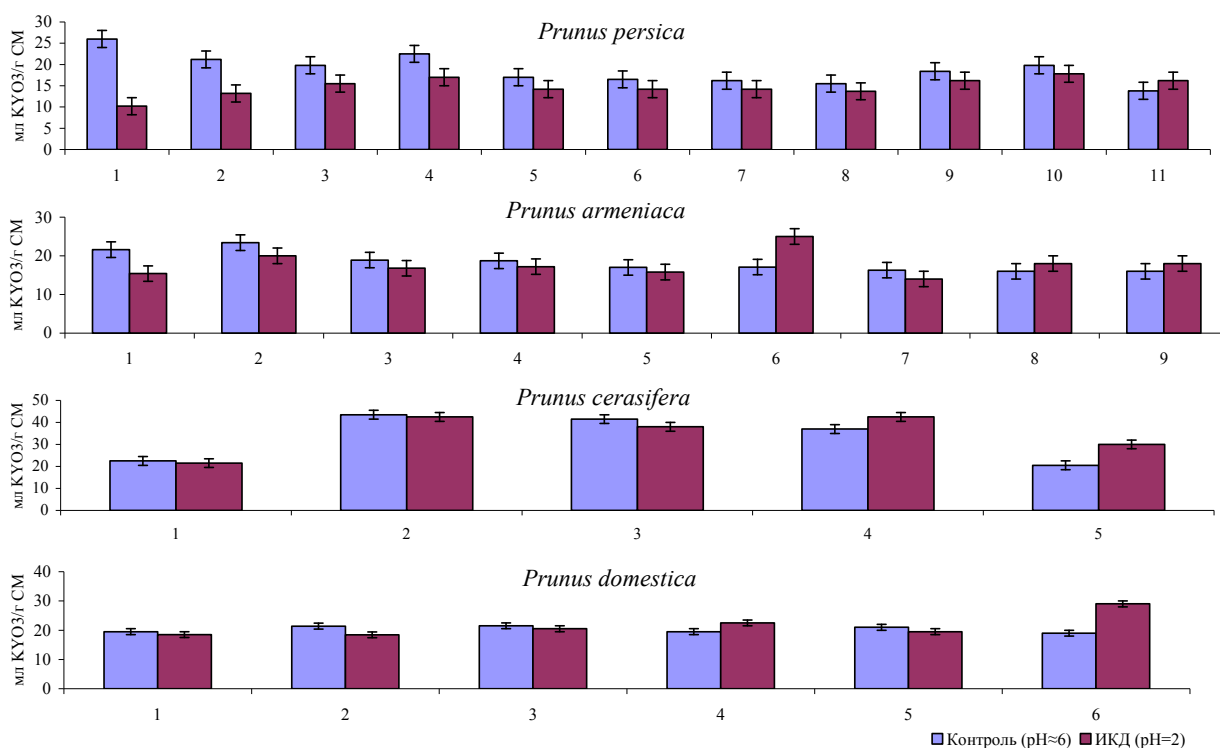 Prunus persica
мл KYO3/г СМ
30
25
20
15
10
5
0
1 2 3 4 5 6 7 8 9 10 11
Prunus armeniaca
мл KYO3/г СМ
30
20
10
0
1 2 3 4 5 6 7 8 9
Prunus cerasifera
мл KYO3/г СМ
50
40
30
20
10
0
1 2 3 4 5
Prunus domestica
мл KYO3/г СМ
40
30
20
10
0
1 2 3 4 5 6
Контроль (pH≈6) ИКД (pH=2)